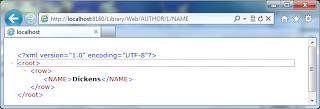 http://localhost:8180/Library/Web/AUTHOR/1/NAME
localhost
<?xml version="1.0" encoding="UTF-8"?>
- <root>
- <row>
<NAME>Dickens</NAME>
</row>
</root>